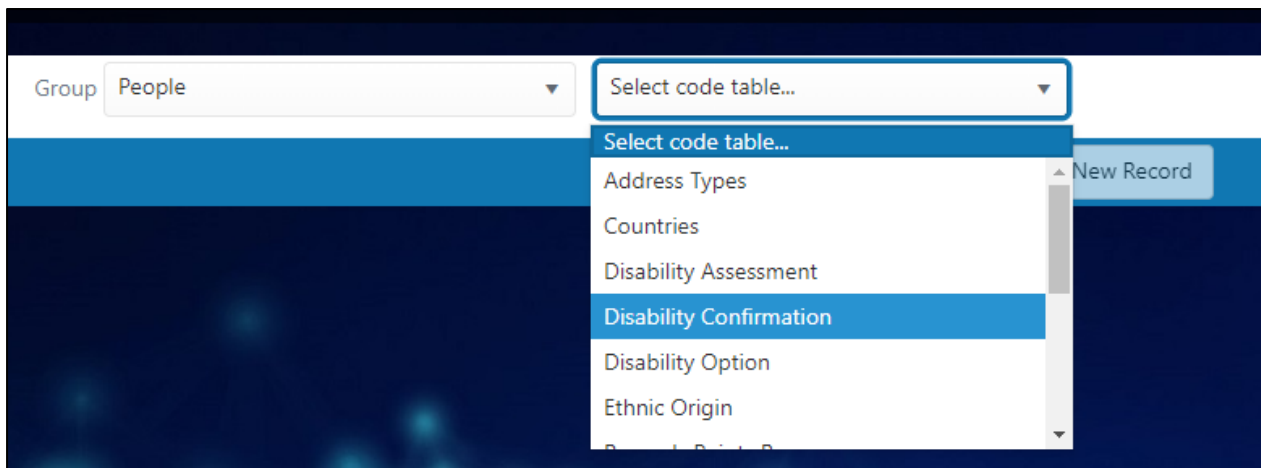 Group People Select code table...
Select code table...
Address Types
New Record
Countries
Disability Assessment
Disability Confirmation
Disability Option
Ethnic Origin